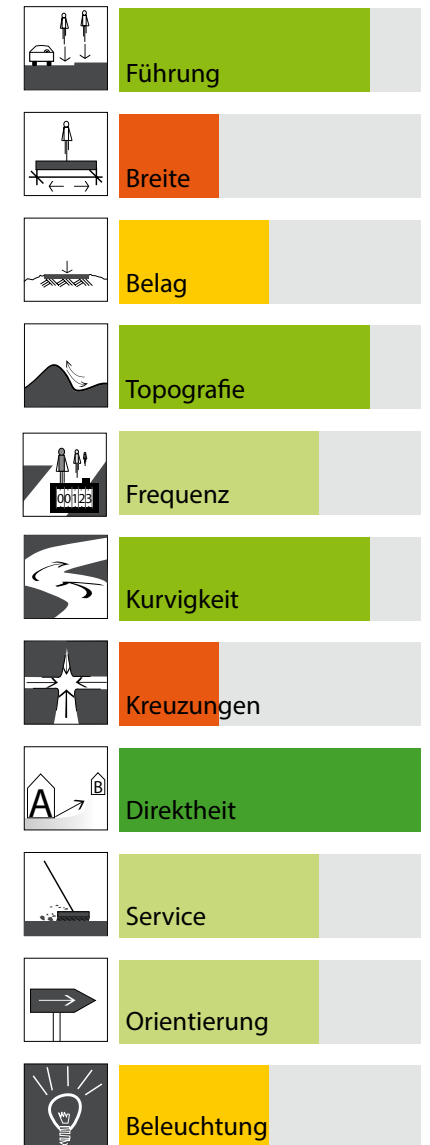 Führung
Breite
Belag
Topografie
00123
Frequenz
Kurvigkeit
Kreuzungen
A
B
Direktheit
Service
Orientierung
Beleuchtung